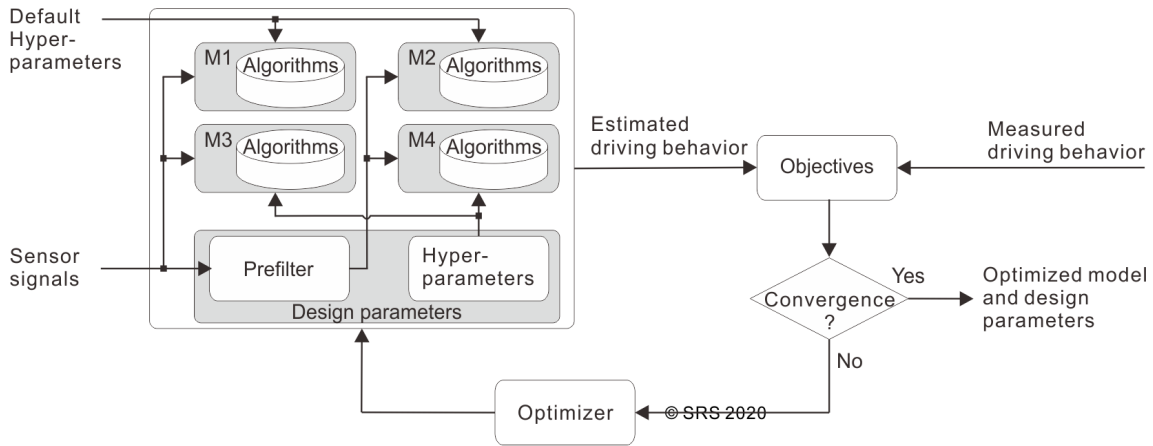 Default
Hyper-
parameters
M1
Algorithms
M2
Algorithms
M3
Algorithms
M4
Algorithms
Estimated
driving behavior
Measured
driving behavior
Objectives
Sensor
signals
Prefilter
Hyper-
parameters
Design parameters
Convergence
?
Yes
Optimized model
and design
parameters
No
Optimizer
© SRS 2020